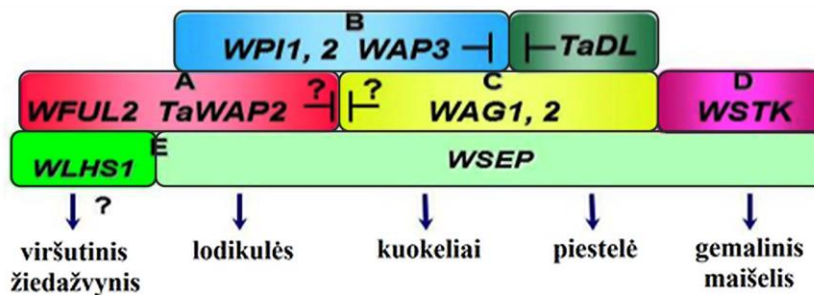 B
WPI1, 2 WAP3 TaDL
A ? ? C D
WFUL2 TaWAP2 WAG1, 2 WSTK
E
WLHS1 WSEP
?
viršutinis lodikulės kuokeliai piestelė gemalinis
žiedažvynis maišelis